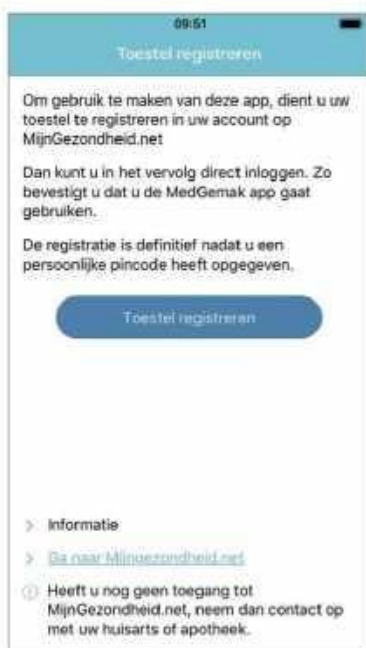 09:51
Toestel registreren
Om gebruik te maken van deze app, dient u uw
toestel te registreren in uw account op
MijnGezondheid.net
Dan kunt u in het vervolg direct inloggen. Zo
bevestigt u dat u de MedGemak app gaat
gebruiken.
De registratie is definitief nadat u een
persoonlijke pincode heeft opgegeven.
Toestel registreren
> Informatie
> Ga naar Mijngezondheid.net
Heeft u nog geen toegang tot
MijnGezondheid.net, neem dan contact op
met uw huisarts of apotheek.